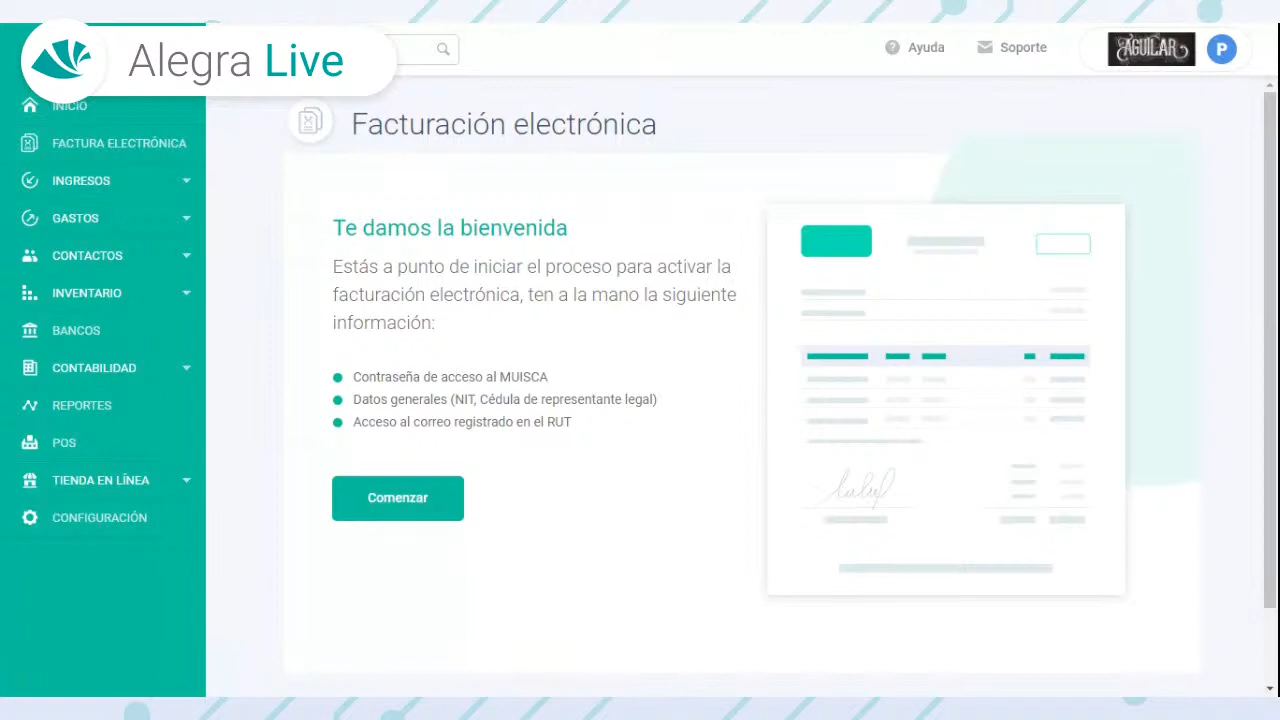 Alegra Live
Ayuda
Soporte
AGUILAR
P
INICIO
FACTURA ELECTRÓNICA
INGRESOS
GASTOS
CONTACTOS
INVENTARIO
BANCOS
CONTABILIDAD
REPORTES
POS
TIENDA EN LÍNEA
CONFIGURACIÓN
Facturación electrónica
Te damos la bienvenida
Estás a punto de iniciar el proceso para activar la
facturación electrónica, ten a la mano la siguiente
información:
Contraseña de acceso al MUISCA
Datos generales (NIT, Cédula de representante legal)
Acceso al correo registrado en el RUT
Comenzar